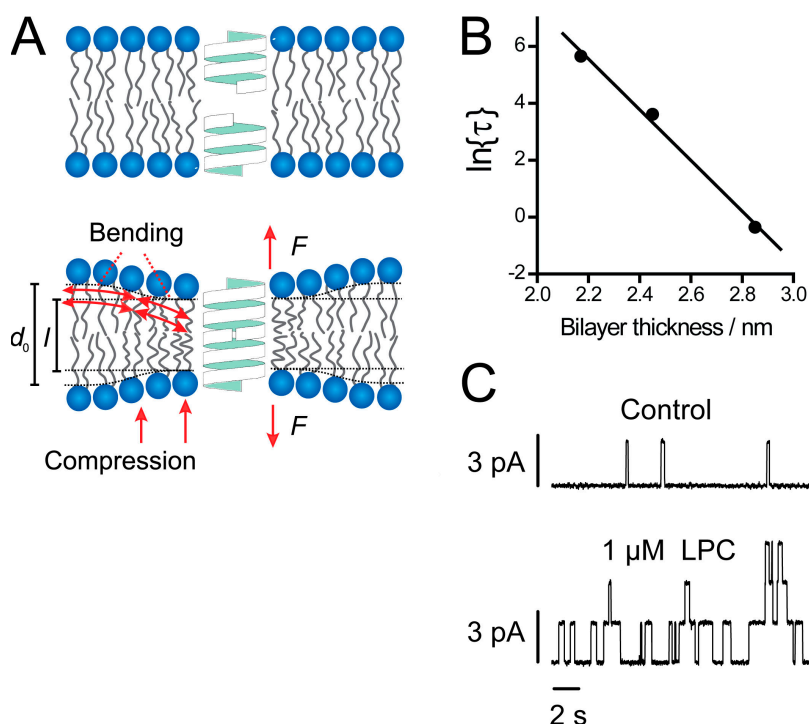 A
Bending
F
d₀
l
F
Compression
B
ln{τ}
6
4
2
0
−2
2.0 2.2 2.4 2.6 2.8 3.0
Bilayer thickness / nm
C
Control
3 pA
1 µM LPC
3 pA
2 s